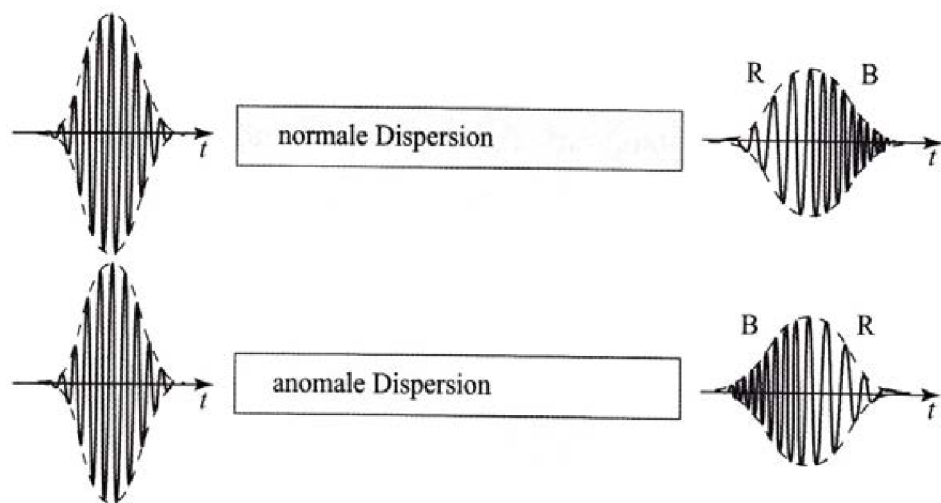 R B
normale Dispersion
t t
B R
anomale Dispersion
t t